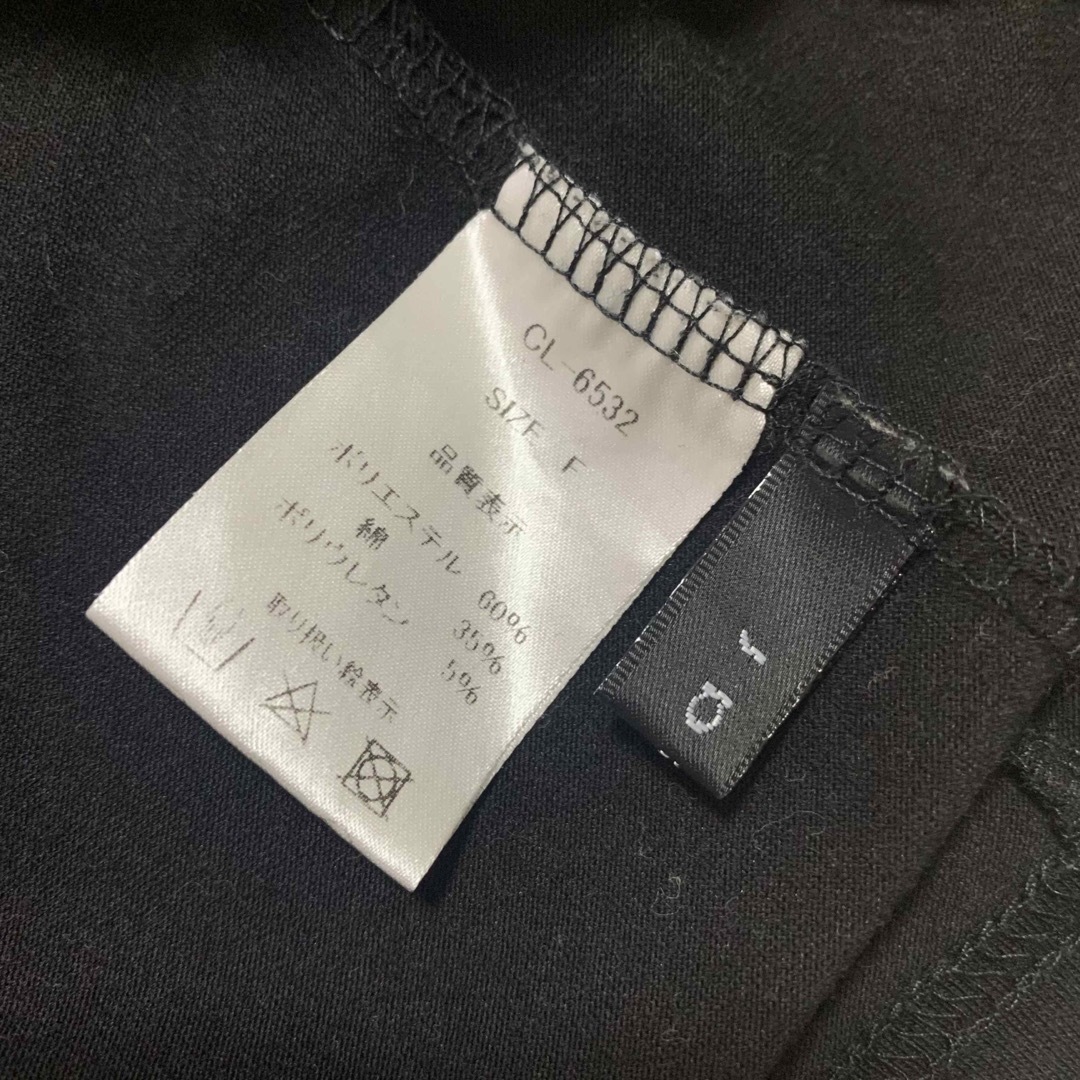 CL-6532
SIZE F
品質表示
ポリエステル 60%
綿 35%
ポリウレタン 5%
取り扱い絵表示
ar